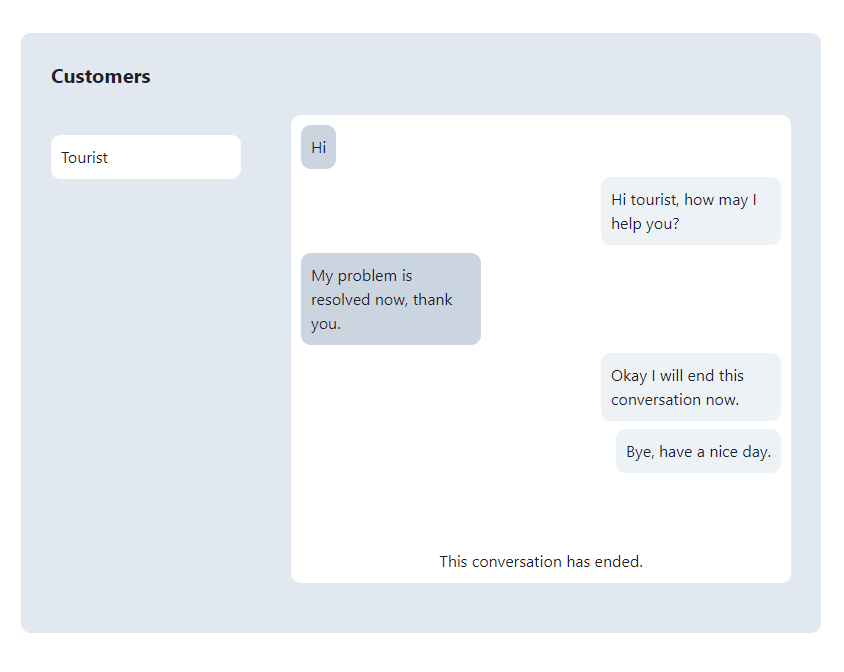 Customers
Tourist
Hi
Hi tourist, how may I
help you?
My problem is
resolved now, thank
you.
Okay I will end this
conversation now.
Bye, have a nice day.
This conversation has ended.